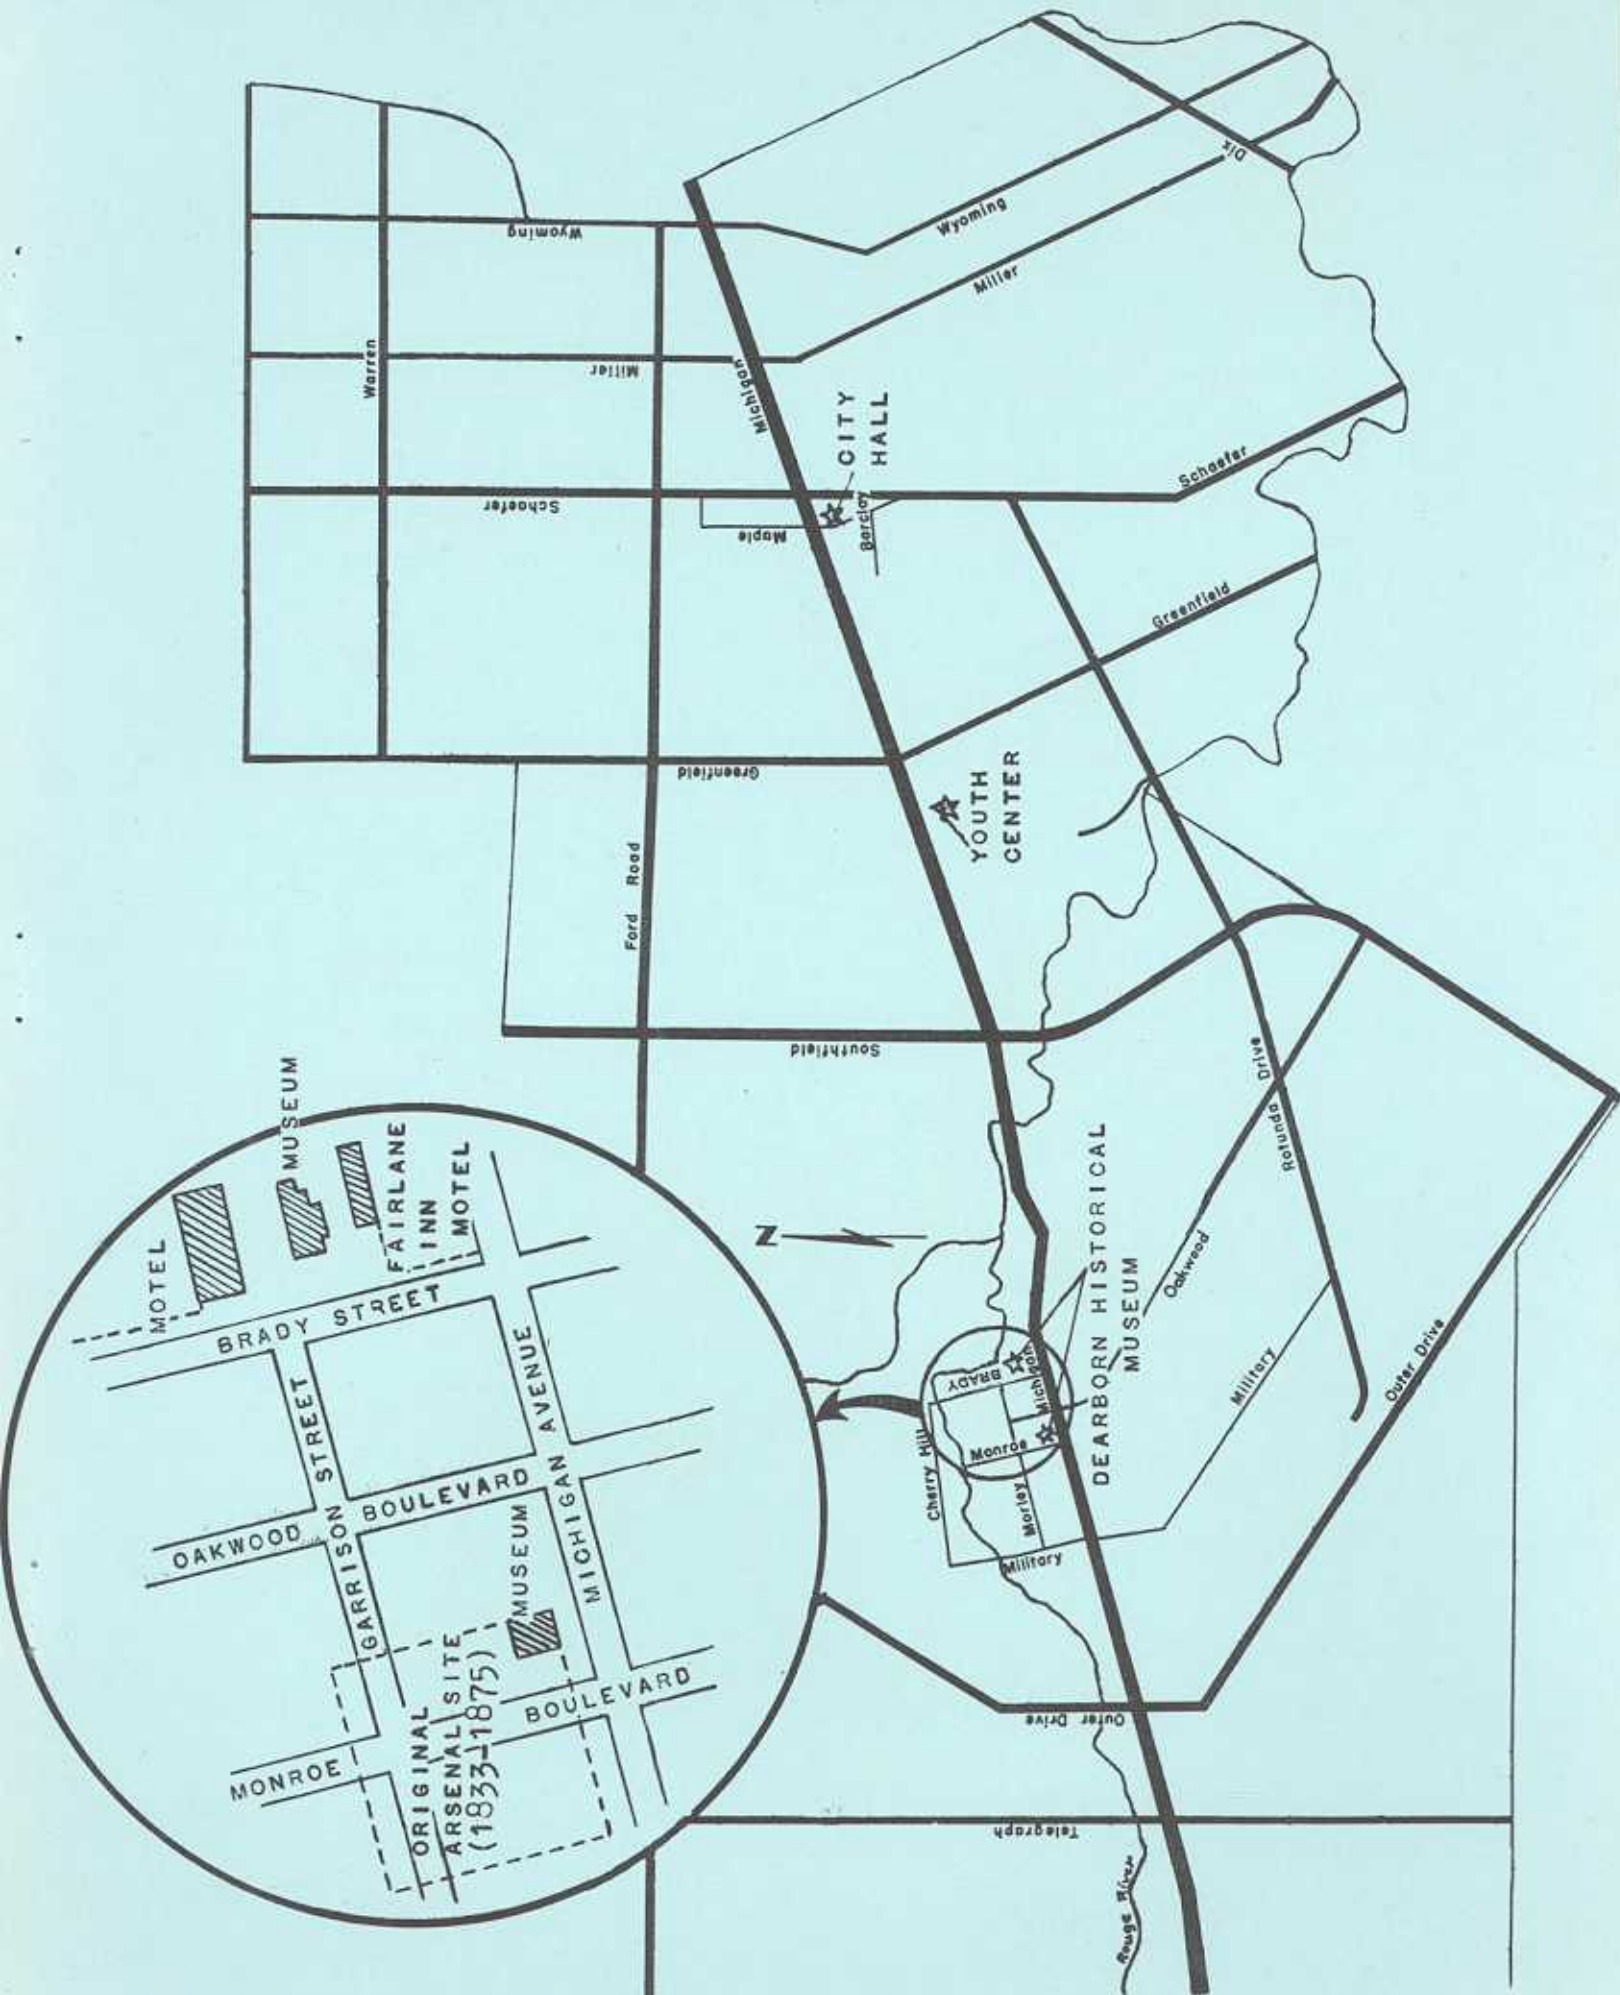 MOTEL
MUSEUM
FAIRLANE
INN
MOTEL
BRADY STREET
GARRISON STREET
OAKWOOD BOULEVARD
MICHIGAN AVENUE
MUSEUM
MONROE BOULEVARD
ORIGINAL
ARSENAL SITE
(1833-1875)
Warren
Wyoming
Wyoming
Miller
Miller
Dix
Michigan
CITY
HALL
Schaefer
Schaefer
Maple
Barclay
Greenfield
Greenfield
YOUTH
CENTER
Ford Road
Southfield
N
Rotunda Drive
DEARBORN HISTORICAL
MUSEUM
Oakwood
BRADY
Michigan
Monroe
Cherry Hill
Morley
Military
Military
Outer Drive
Outer Drive
Telegraph
Rouge River